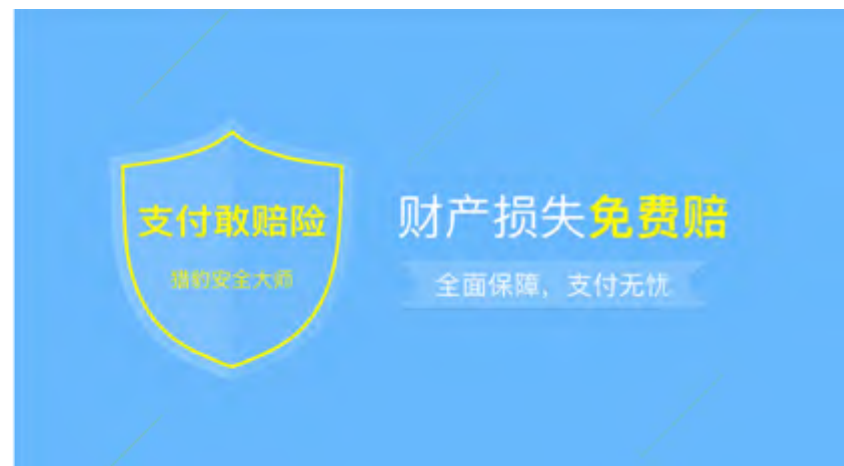 支付敢赔险
猎豹安全大师
财产损失免费赔
全面保障，支付无忧